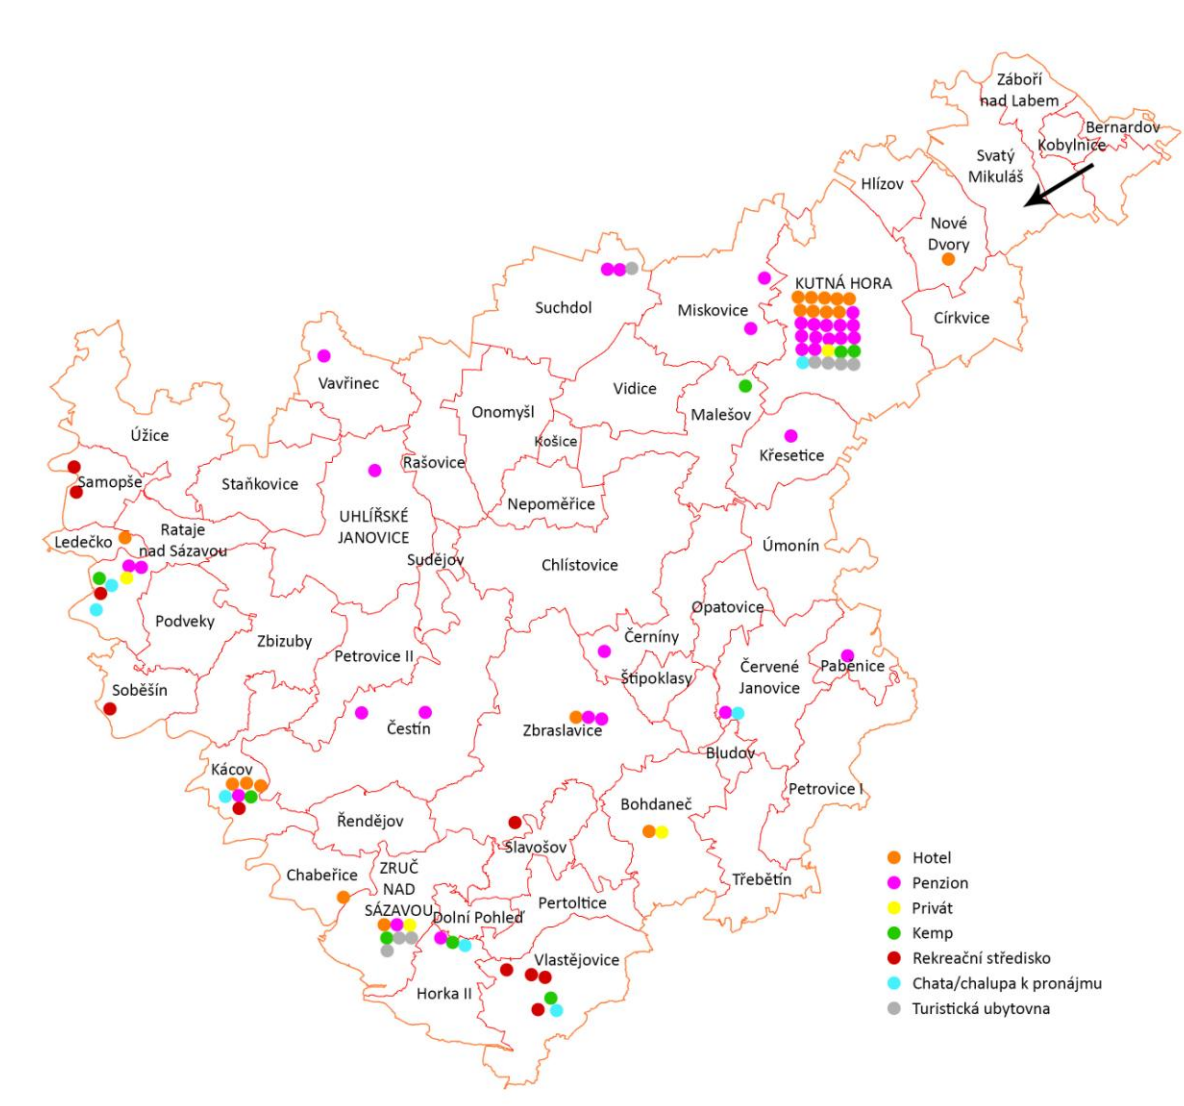 Záboří
nad Labem
Bernardov
Kobylnice
Svatý
Mikuláš
Hlízov
Nové
Dvory
KUTNÁ HORA
Suchdol
Miskovice
Církvice
Vavřinec
Vidice
Onomyšl
Malešov
Úžice
Košice
Křesetice
Rašovice
Samopše
Staňkovice
Nepoměřice
UHLÍŘSKÉ
JANOVICE
Rataje
nad Sázavou
Ledečko
Úmonín
Sudějov
Chlístovice
Opatovice
Podveky
Zbizuby
Černíny
Petrovice II
Červené
Janovice
Paběnice
Štipoklasy
Soběšín
Čestín
Zbraslavice
Bludov
Kácov
Petrovice I
Bohdaneč
Řendějov
Slavošov
Chabeřice
ZRUČ
NAD
SÁZAVOU
Třebětín
Pertoltice
Dolní Pohleď
Vlastějovice
Horka II
Hotel
Penzion
Privát
Kemp
Rekreační středisko
Chata/chalupa k pronájmu
Turistická ubytovna